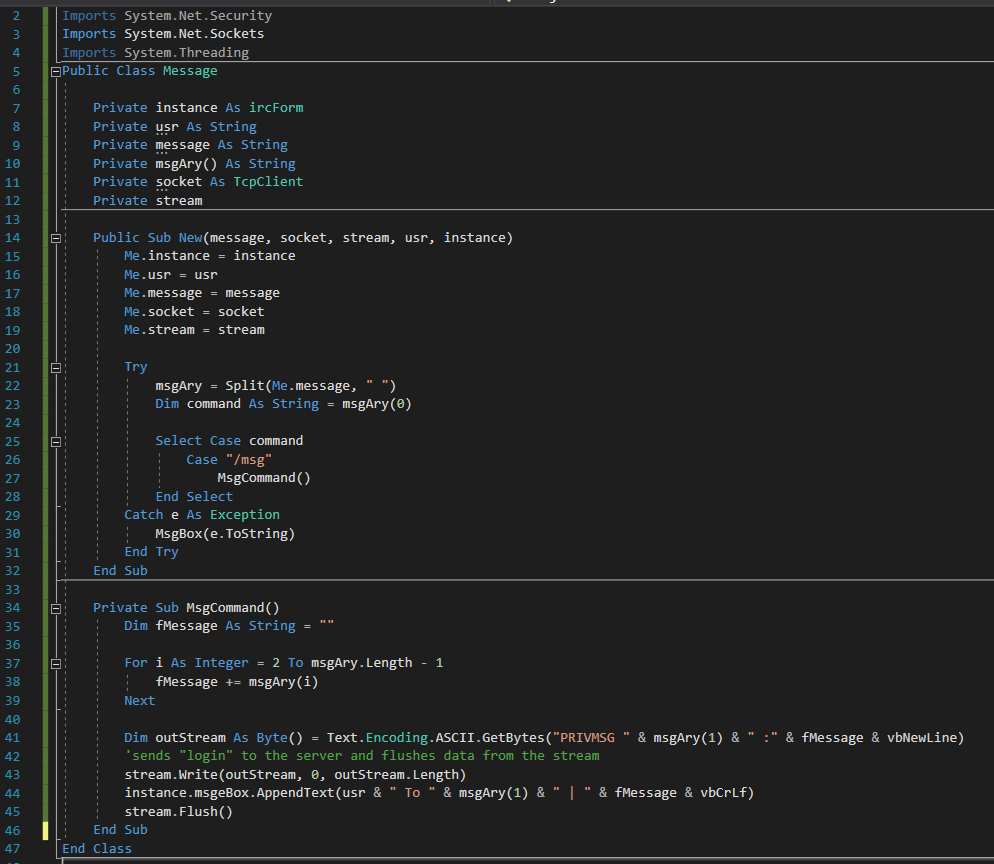 2 Imports System.Net.Security
3 Imports System.Net.Sockets
4 Imports System.Threading
5 Public Class Message
6
7 Private instance As ircForm
8 Private usr As String
9 Private message As String
10 Private msgAry() As String
11 Private socket As TcpClient
12 Private stream
13
14 Public Sub New(message, socket, stream, usr, instance)
15 Me.instance = instance
16 Me.usr = usr
17 Me.message = message
18 Me.socket = socket
19 Me.stream = stream
20
21 Try
22 msgAry = Split(Me.message, " ")
23 Dim command As String = msgAry(0)
24
25 Select Case command
26 Case "/msg"
27 MsgCommand()
28 End Select
29 Catch e As Exception
30 MsgBox(e.ToString)
31 End Try
32 End Sub
33
34 Private Sub MsgCommand()
35 Dim fMessage As String = ""
36
37 For i As Integer = 2 To msgAry.Length - 1
38 fMessage += msgAry(i)
39 Next
40
41 Dim outStream As Byte() = Text.Encoding.ASCII.GetBytes("PRIVMSG " & msgAry(1) & " :" & fMessage & vbNewLine)
42 'sends "login" to the server and flushes data from the stream
43 stream.Write(outStream, 0, outStream.Length)
44 instance.msgeBox.AppendText(usr & " To " & msgAry(1) & " | " & fMessage & vbCrLf)
45 stream.Flush()
46 End Sub
47 End Class